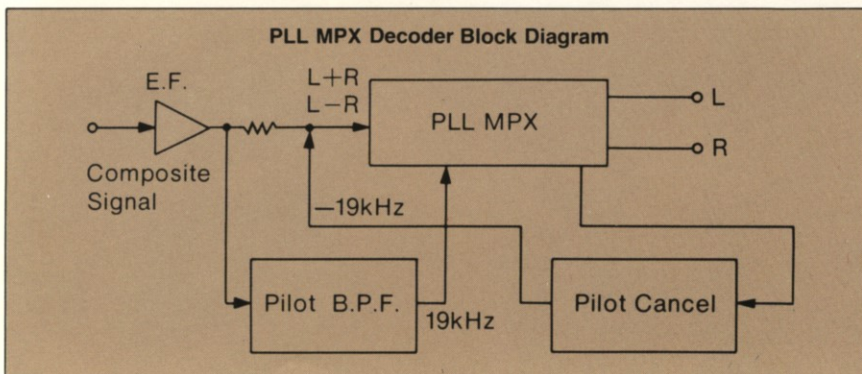 PLL MPX Decoder Block Diagram
E.F.
L+R
L−R
PLL MPX
L
R
Composite
Signal
—19kHz
Pilot B.P.F.
19kHz
Pilot Cancel